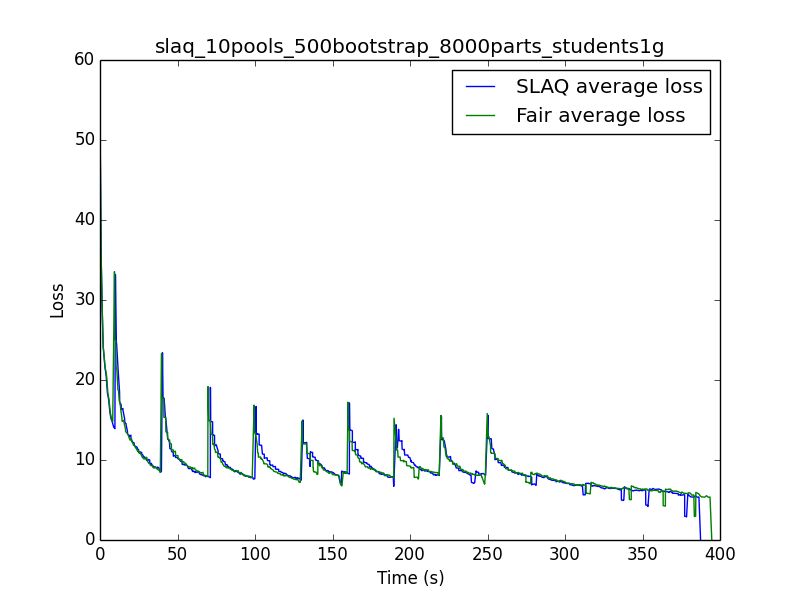 slaq_10pools_500bootstrap_8000parts_students1g
SLAQ average loss
Fair average loss
Loss
60
50
40
30
20
10
0
0 50 100 150 200 250 300 350 400
Time (s)